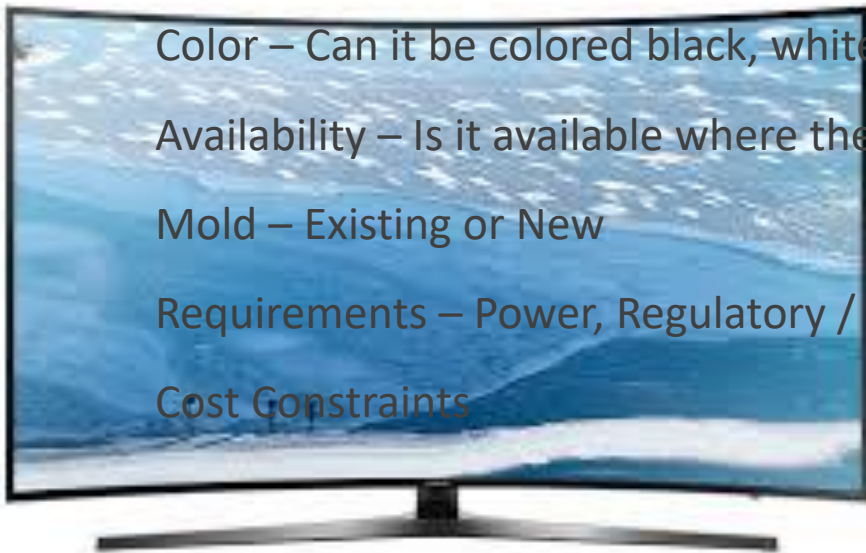 Color – Can it be colored black, white
Availability – Is it available where the
Mold – Existing or New
Requirements – Power, Regulatory /
Cost Constraints